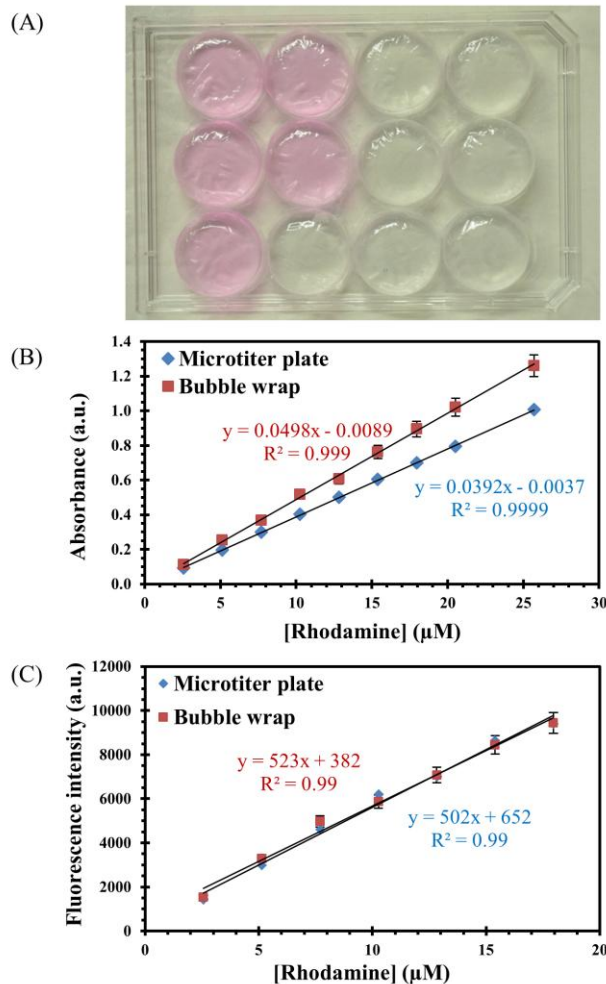 (A)
(B)
Microtiter plate
Bubble wrap
y = 0.0498x - 0.0089
R² = 0.999
y = 0.0392x - 0.0037
R² = 0.9999
Absorbance (a.u.)
1.4
1.2
1.0
0.8
0.6
0.4
0.2
0.0
0 5 10 15 20 25 30
[Rhodamine] (µM)
(C)
Microtiter plate
Bubble wrap
y = 523x + 382
R² = 0.99
y = 502x + 652
R² = 0.99
Fluorescence intensity (a.u.)
12000
10000
8000
6000
4000
2000
0
0 5 10 15 20
[Rhodamine] (µM)